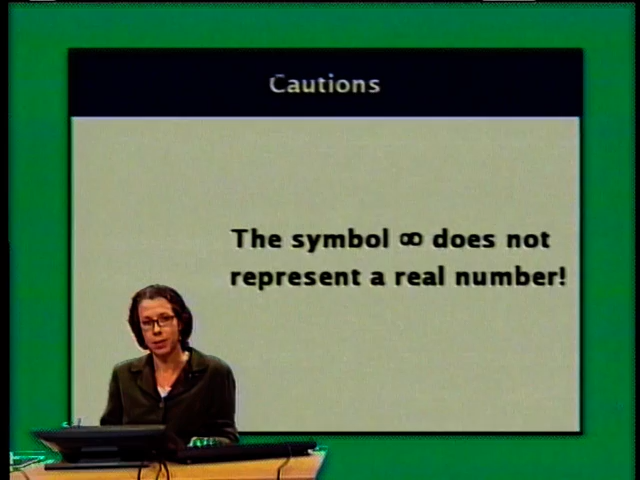 Cautions
The symbol ∞ does not
represent a real number!